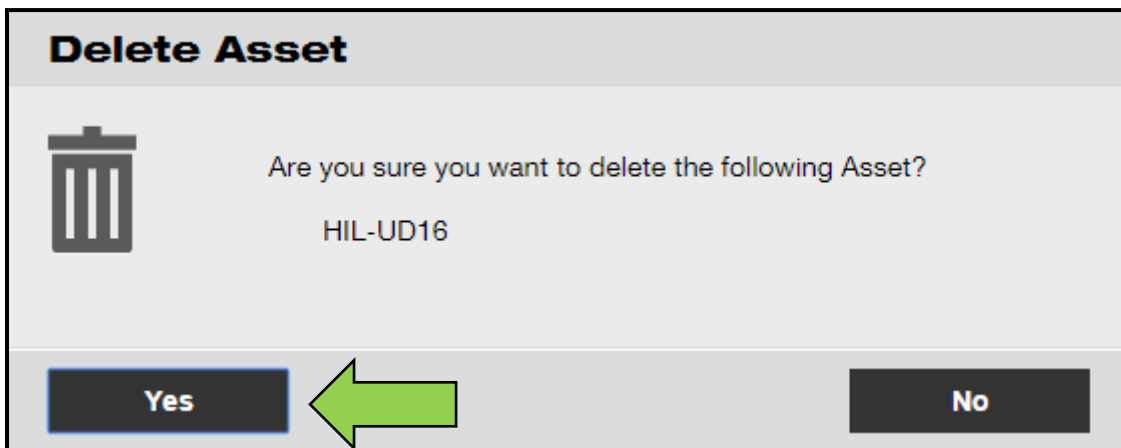 Delete Asset
Are you sure you want to delete the following Asset?
HIL-UD16
Yes
No